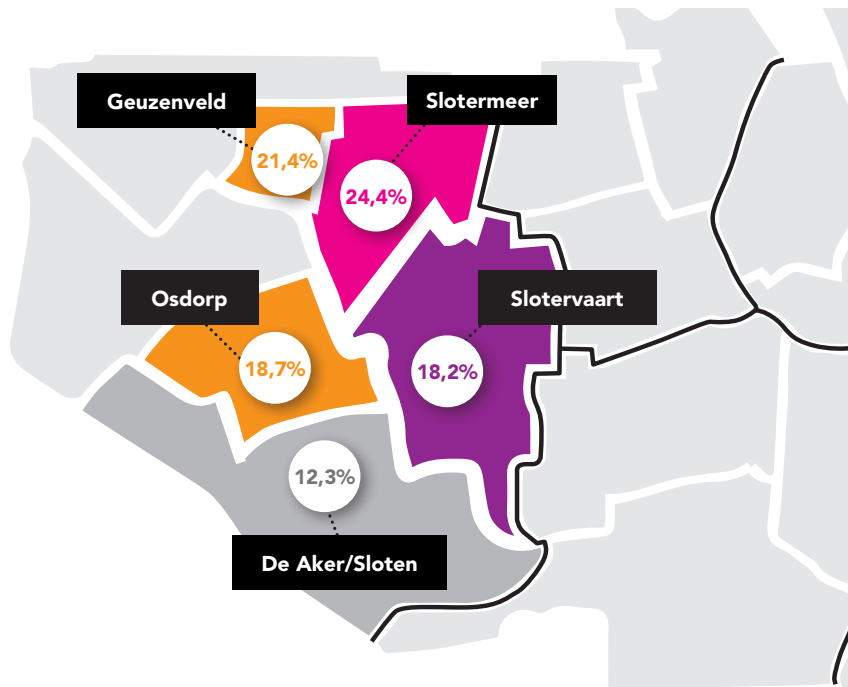 Geuzenveld
21,4%
Slotermeer
24,4%
Osdorp
18,7%
Slotervaart
18,2%
12,3%
De Aker/Sloten